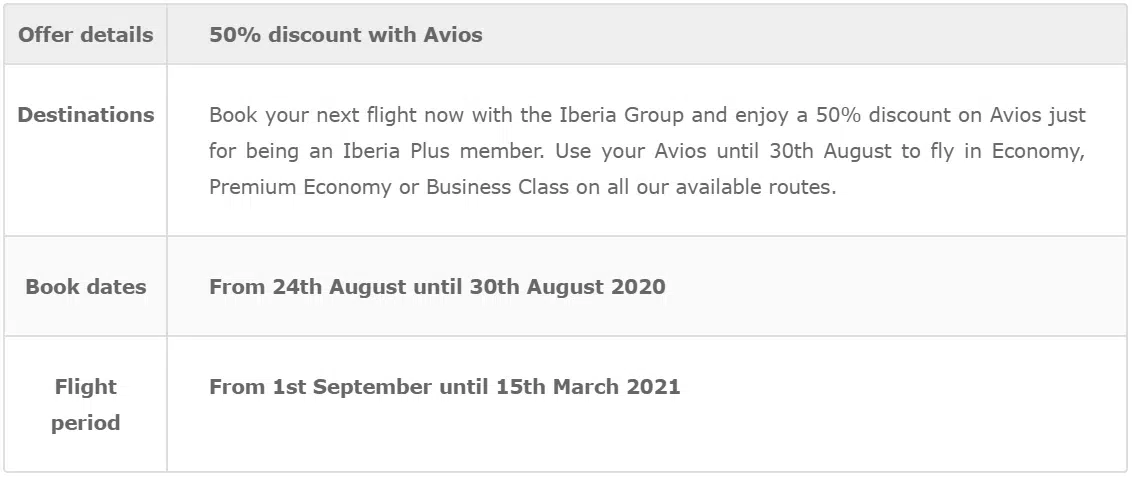 Offer details 50% discount with Avios
Destinations Book your next flight now with the Iberia Group and enjoy a 50% discount on Avios just
for being an Iberia Plus member. Use your Avios until 30th August to fly in Economy,
Premium Economy or Business Class on all our available routes.
Book dates From 24th August until 30th August 2020
Flight From 1st September until 15th March 2021
period